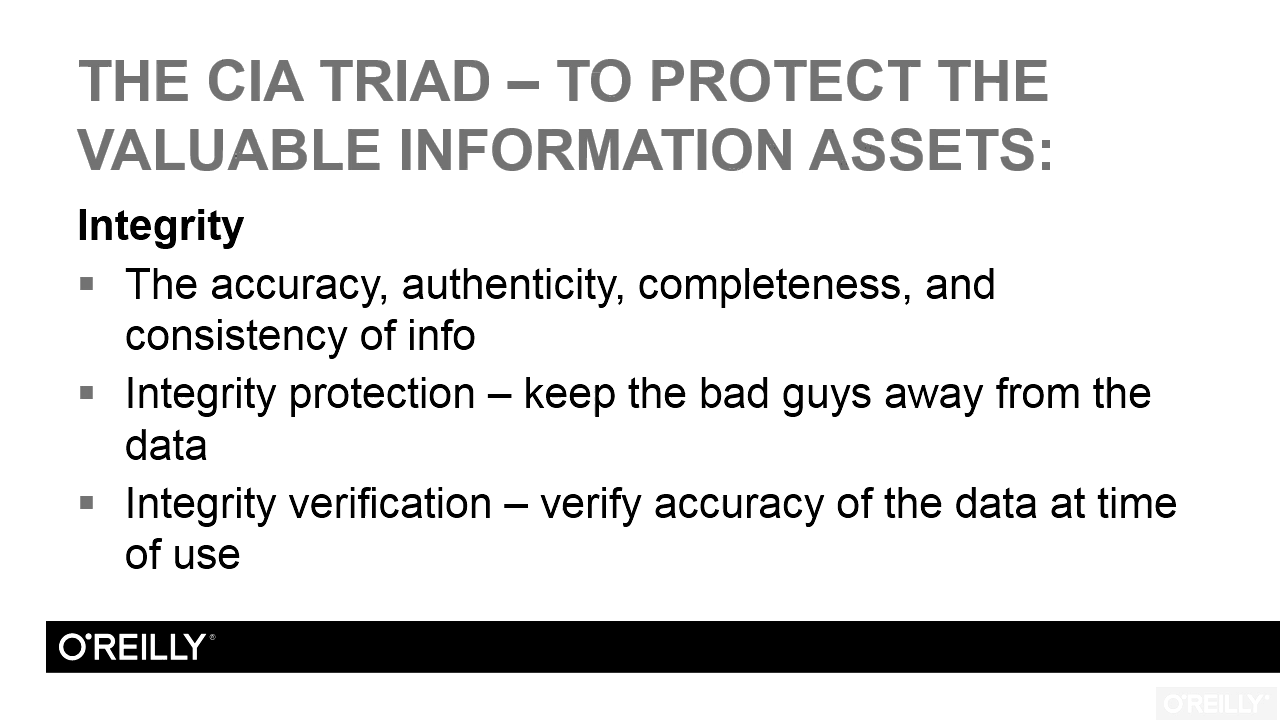 THE CIA TRIAD – TO PROTECT THE
VALUABLE INFORMATION ASSETS:
Integrity
▪ The accuracy, authenticity, completeness, and
consistency of info
▪ Integrity protection – keep the bad guys away from the
data
▪ Integrity verification – verify accuracy of the data at time
of use
O'REILLY®
O'REILLY®